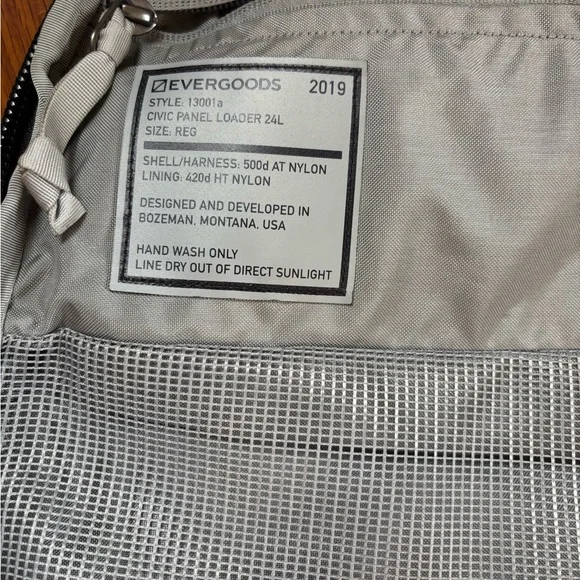 EVERGOODS 2019
STYLE: 13001a
CIVIC PANEL LOADER 24L
SIZE: REG
SHELL/HARNESS: 500d AT NYLON
LINING: 420d HT NYLON
DESIGNED AND DEVELOPED IN
BOZEMAN, MONTANA, USA
HAND WASH ONLY
LINE DRY OUT OF DIRECT SUNLIGHT